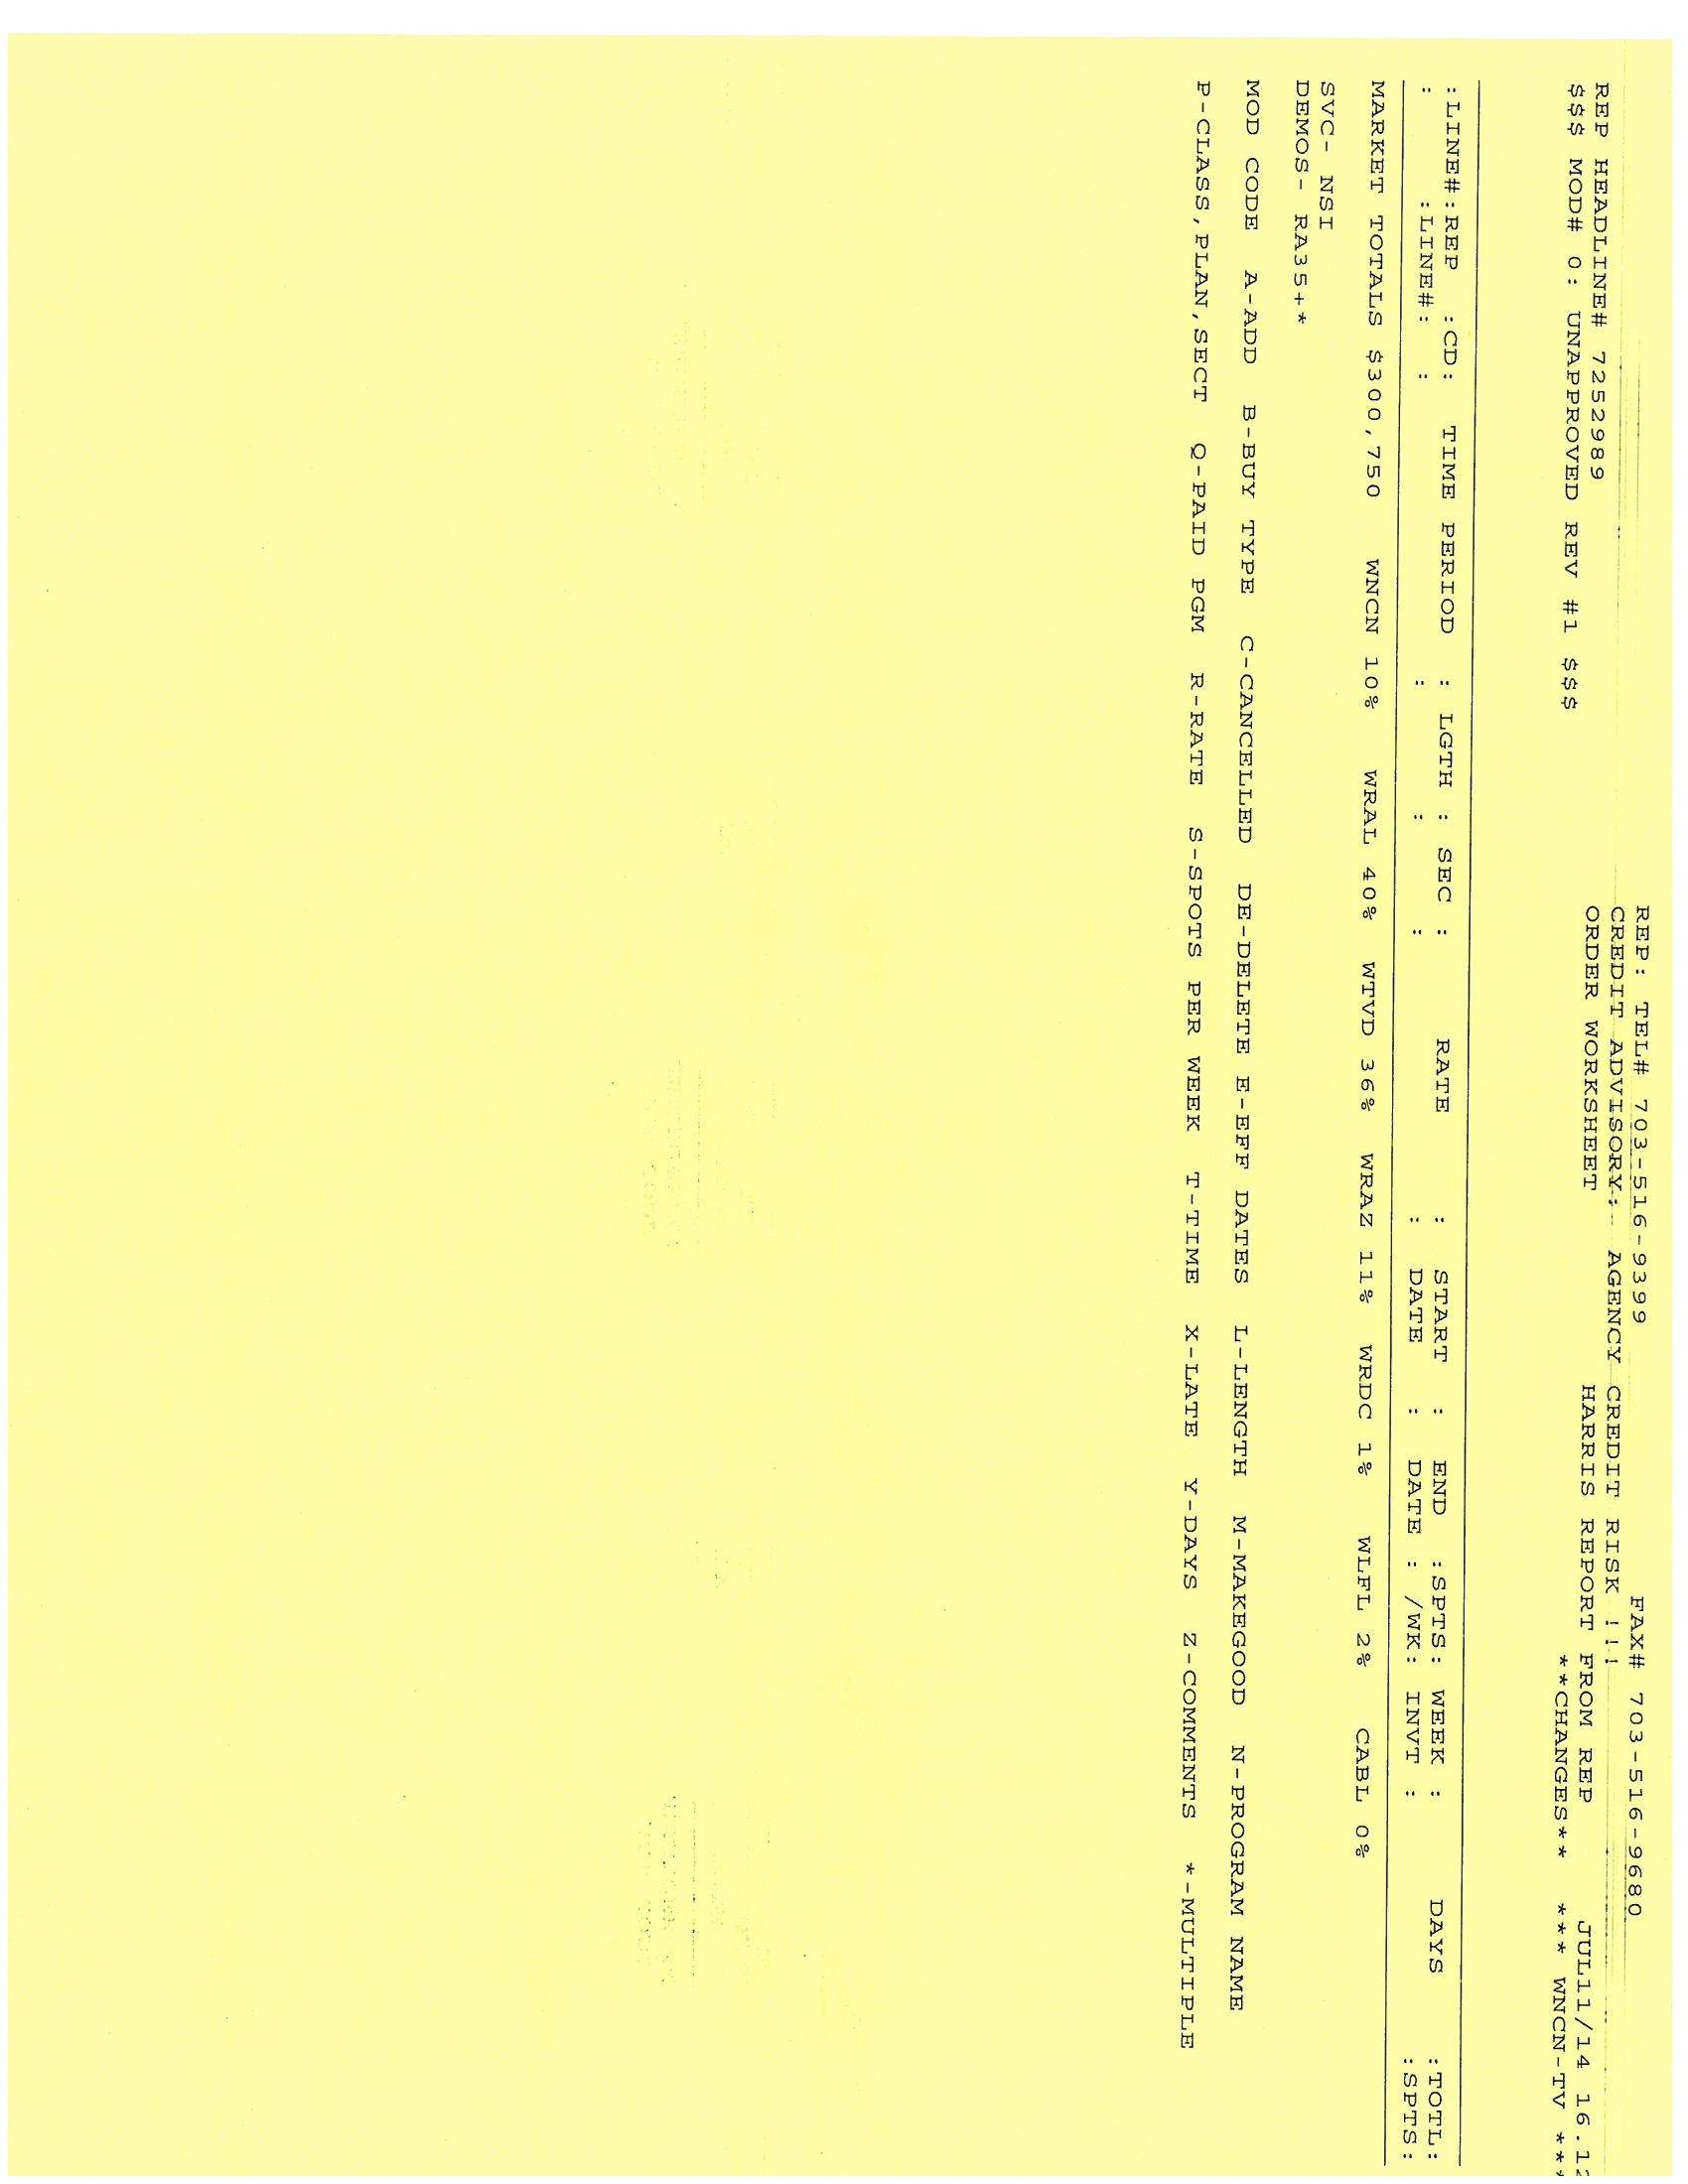 REP: TEL# 703-516-9399 FAX# 703-516-9680
CREDIT ADVISORY: AGENCY CREDIT RISK !!!
REP HEADLINE# 7252989 ORDER WORKSHEET HARRIS REPORT FROM REP JUL11/14 16.12
$$$ MOD# 0: UNAPPROVED REV #1 $$$ **CHANGES** *** WNCN-TV ***
:LINE#:REP :CD: TIME PERIOD : LGTH : SEC : RATE : START : END :SPTS: WEEK : DAYS :TOTL:
: :LINE#: : : : : : DATE : DATE : /WK: INVT : :SPTS:
MARKET TOTALS $300,750 WNCN 10% WRAL 40% WTVD 36% WRAZ 11% WRDC 1% WLFL 2% CABL 0%
SVC- NSI
DEMOS- RA35+*
MOD CODE A-ADD B-BUY TYPE C-CANCELLED DE-DELETE E-EFF DATES L-LENGTH M-MAKEGOOD N-PROGRAM NAME
P-CLASS,PLAN,SECT Q-PAID PGM R-RATE S-SPOTS PER WEEK T-TIME X-LATE Y-DAYS Z-COMMENTS *-MULTIPLE